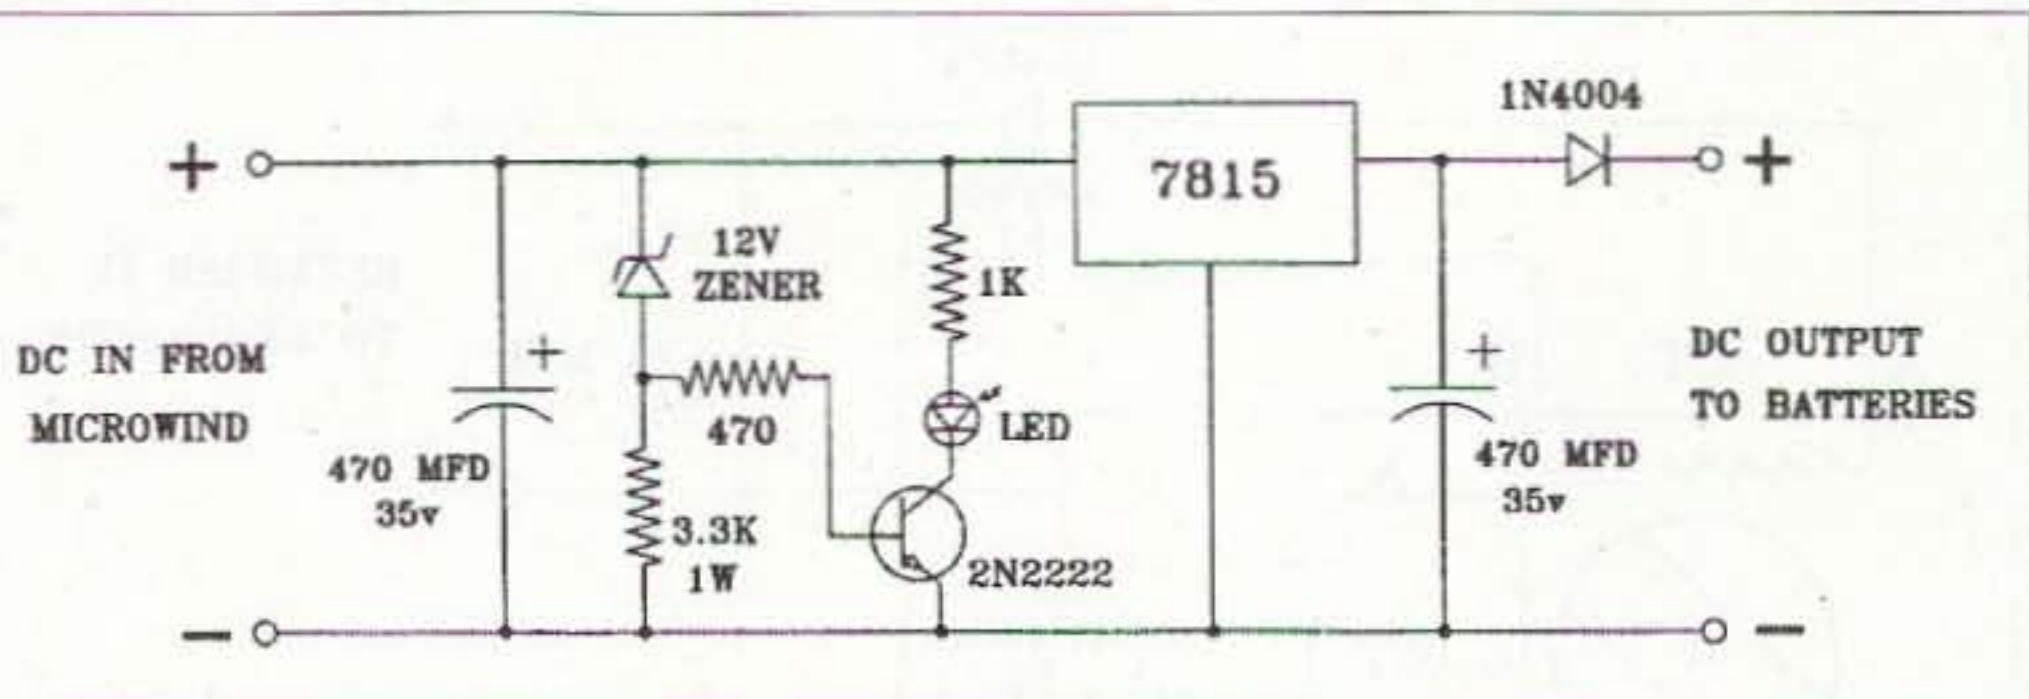 1N4004
+
+
7815
12V
ZENER
1K
DC IN FROM
MICROWIND
+
+
DC OUTPUT
TO BATTERIES
470
LED
470 MFD
35v
470 MFD
35v
3.3K
1W
2N2222
−
−